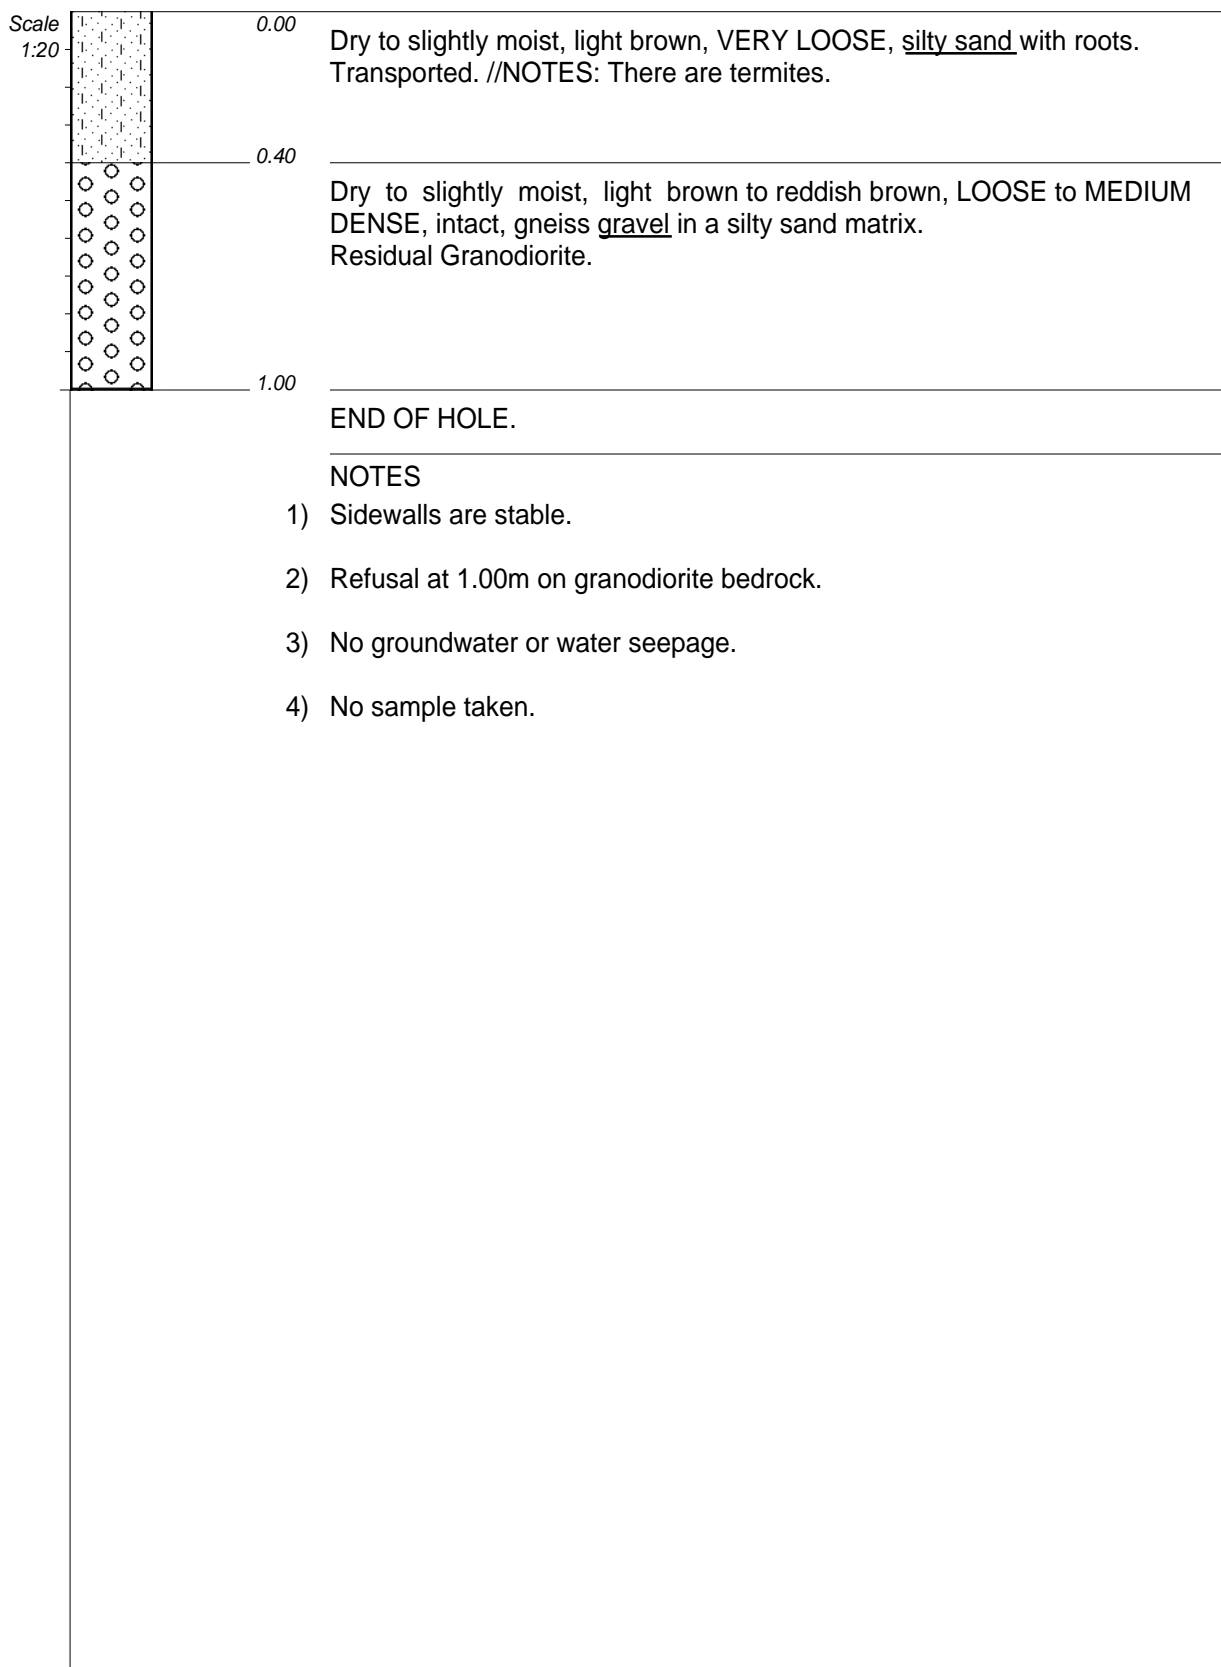 Scale
1:20
0.00
Dry to slightly moist, light brown, VERY LOOSE, silty sand with roots.
Transported. //NOTES: There are termites.
0.40
Dry to slightly moist, light brown to reddish brown, LOOSE to MEDIUM
DENSE, intact, gneiss gravel in a silty sand matrix.
Residual Granodiorite.
1.00
END OF HOLE.
NOTES
1) Sidewalls are stable.
2) Refusal at 1.00m on granodiorite bedrock.
3) No groundwater or water seepage.
4) No sample taken.